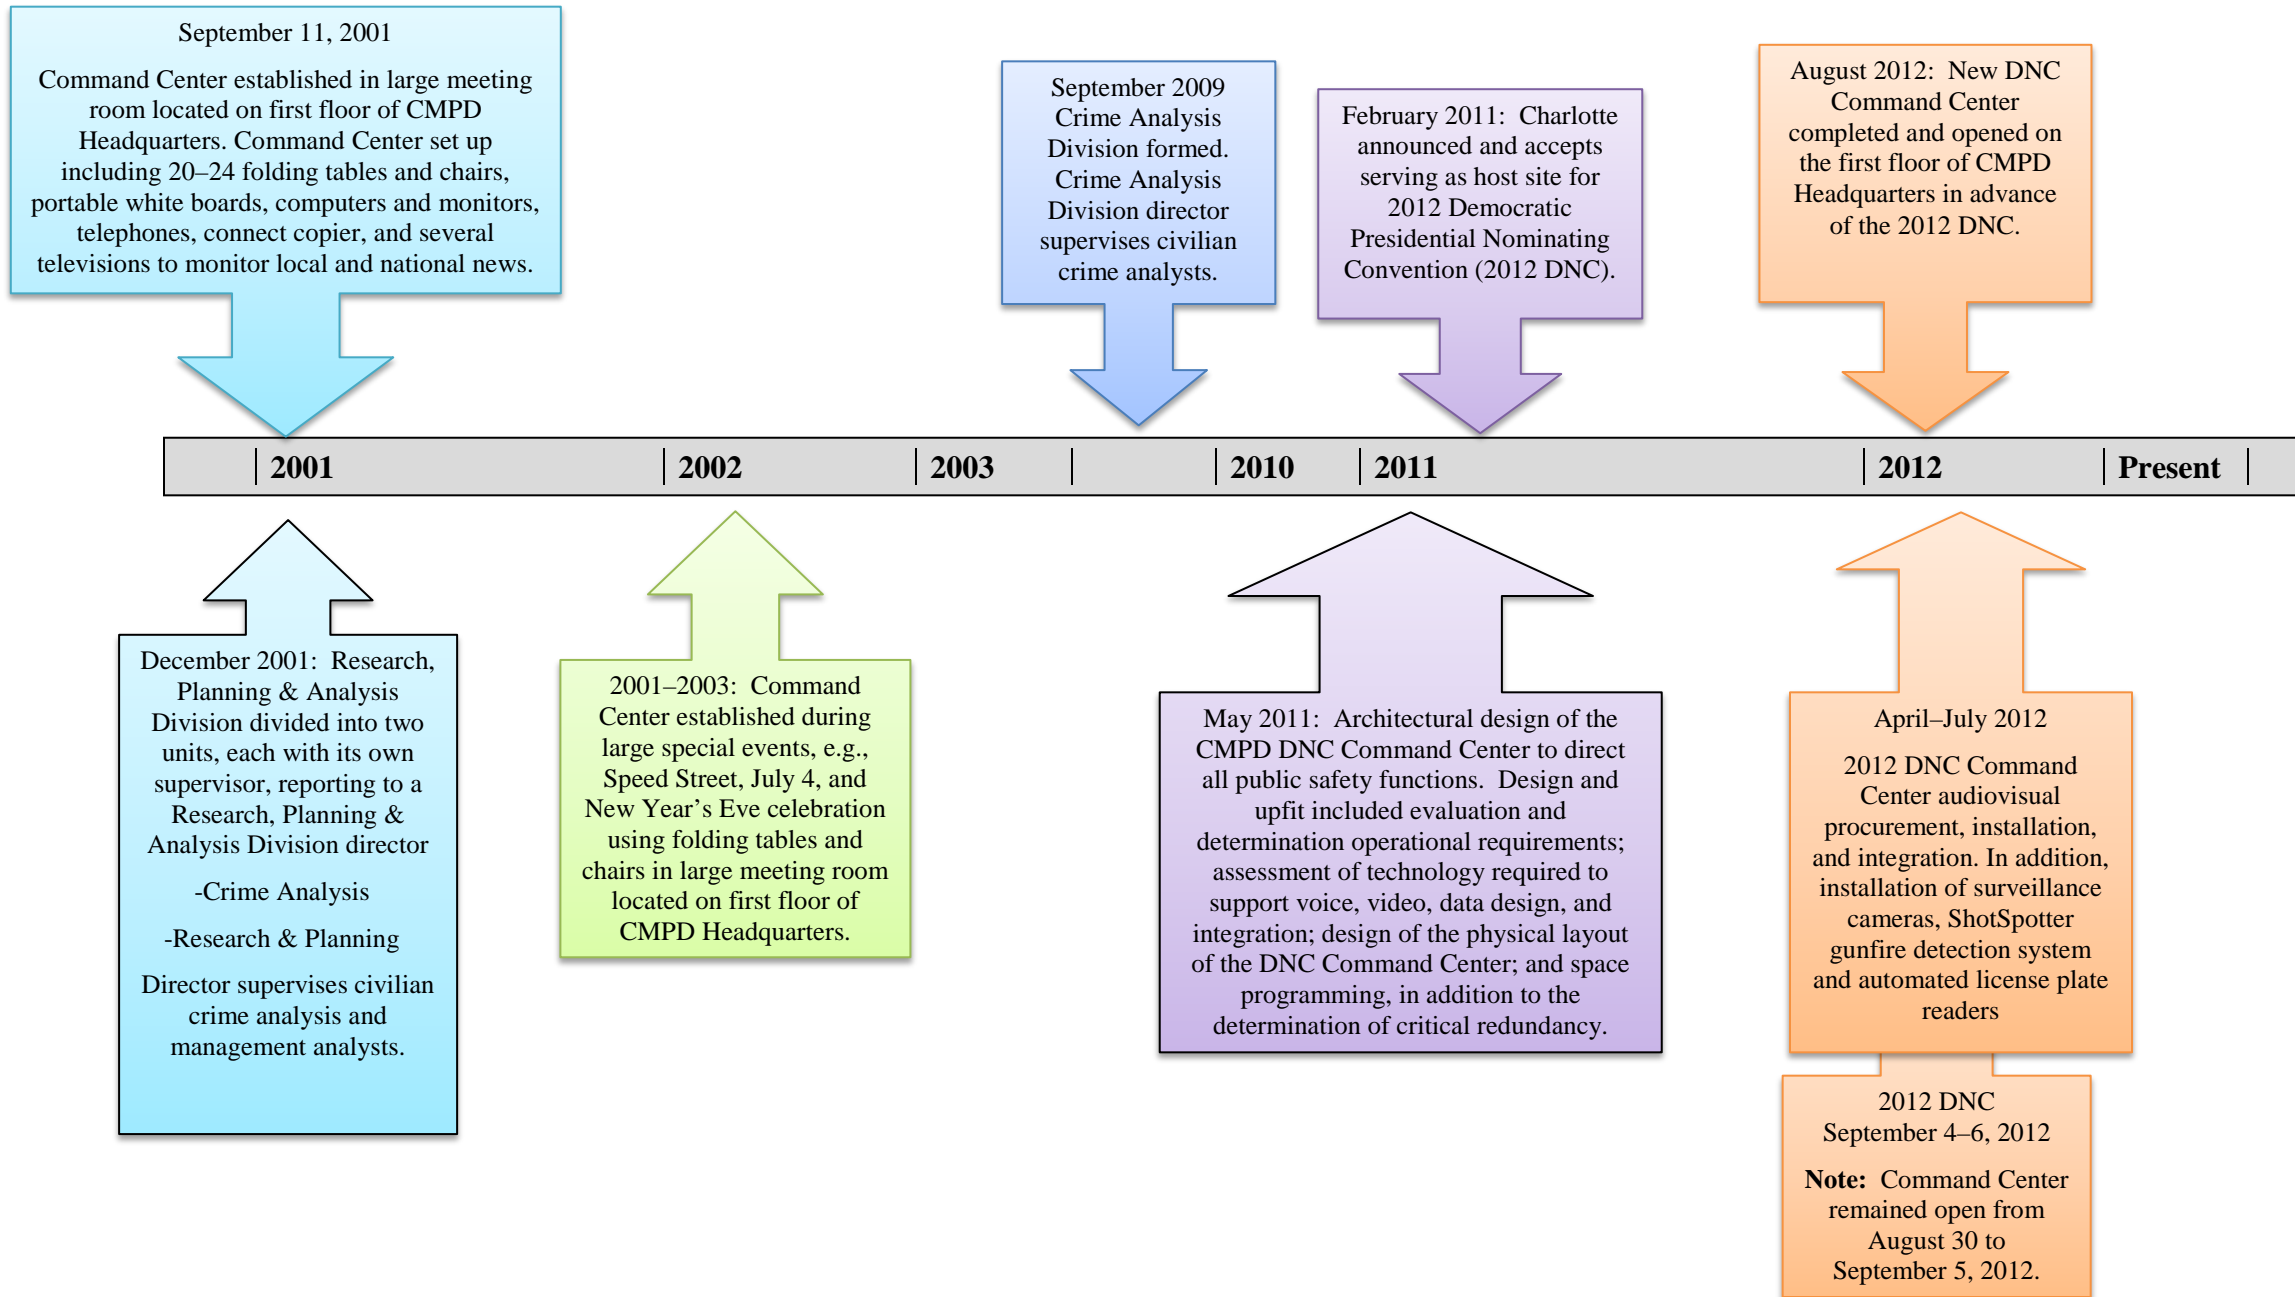 September 11, 2001
Command Center established in large meeting
room located on first floor of CMPD
Headquarters. Command Center set up
including 20–24 folding tables and chairs,
portable white boards, computers and monitors,
telephones, connect copier, and several
televisions to monitor local and national news.
September 2009
Crime Analysis
Division formed.
Crime Analysis
Division director
supervises civilian
crime analysts.
February 2011:  Charlotte
announced and accepts
serving as host site for
2012 Democratic
Presidential Nominating
Convention (2012 DNC).
August 2012:  New DNC
Command Center
completed and opened on
the first floor of CMPD
Headquarters in advance
of the 2012 DNC.
2001 2002 2003 2010 2011 2012 Present
December 2001:  Research,
Planning & Analysis
Division divided into two
units, each with its own
supervisor, reporting to a
Research, Planning &
Analysis Division director
-Crime Analysis
-Research & Planning
Director supervises civilian
crime analysis and
management analysts.
2001–2003:  Command
Center established during
large special events, e.g.,
Speed Street, July 4, and
New Year’s Eve celebration
using folding tables and
chairs in large meeting room
located on first floor of
CMPD Headquarters.
May 2011:  Architectural design of the
CMPD DNC Command Center to direct
all public safety functions.  Design and
upfit included evaluation and
determination operational requirements;
assessment of technology required to
support voice, video, data design, and
integration; design of the physical layout
of the DNC Command Center; and space
programming, in addition to the
determination of critical redundancy.
April–July 2012
2012 DNC Command
Center audiovisual
procurement, installation,
and integration. In addition,
installation of surveillance
cameras, ShotSpotter
gunfire detection system
and automated license plate
readers
2012 DNC
September 4–6, 2012
Note:  Command Center
remained open from
August 30 to
September 5, 2012.